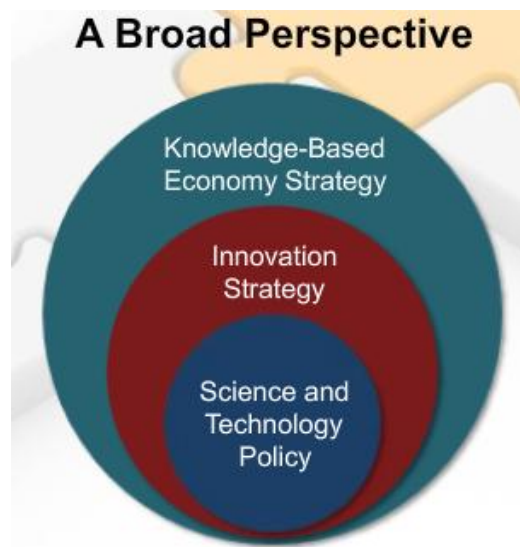 A Broad Perspective
Knowledge-Based
Economy Strategy
Innovation
Strategy
Science and
Technology
Policy